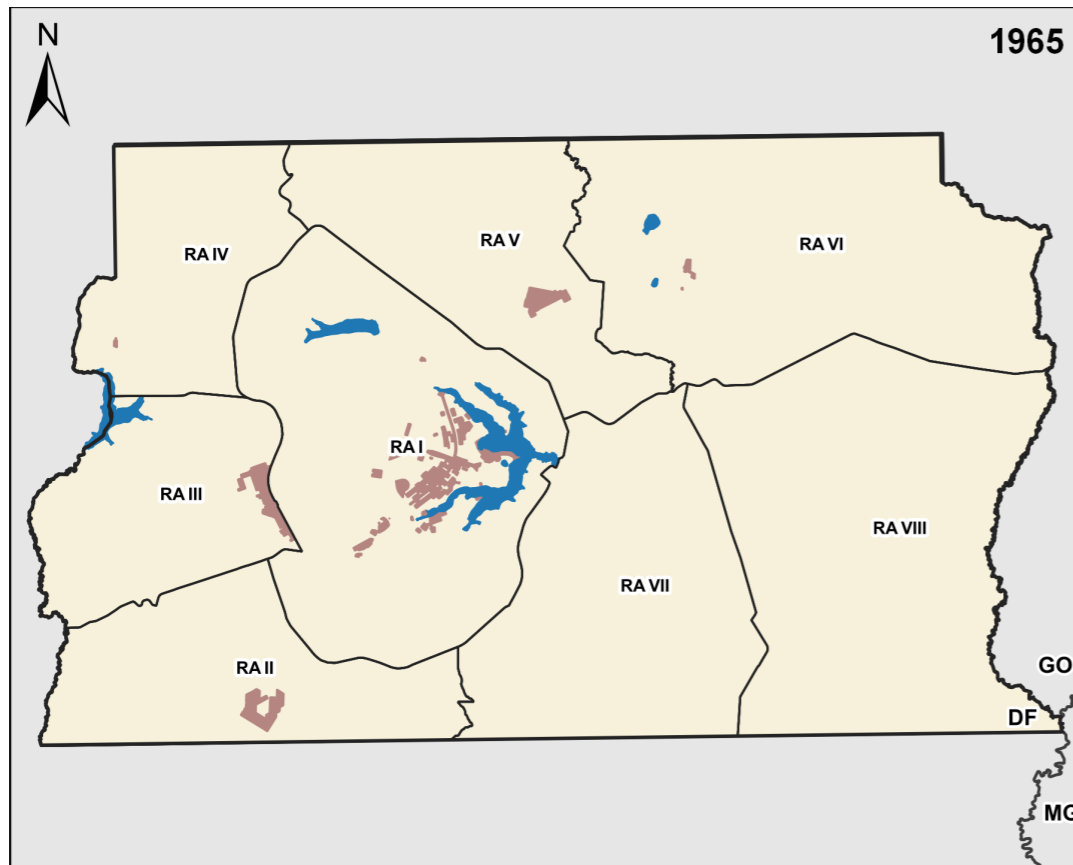 N
1965
RA IV
RA V
RA VI
RA I
RA III
RA VIII
RA VII
RA II
GO
DF
MG